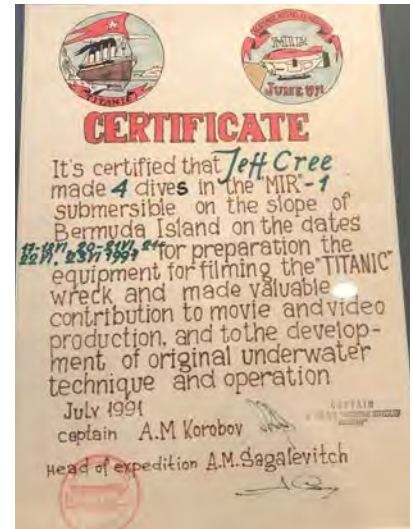 TITANIC
MIR
JUNE 1991
CERTIFICATE
It's certified that Jeff Cree
made 4 dives in the "MIR"-1
submersible on the slope of
Bermuda Island on the dates
1991 for preparation the
equipment for filming the "TITANIC"
wreck and made valuable
contribution to movie and video
production, and to the develop-
ment of original underwater
technique and operation
July 1991
CAPTAIN
captain A.M Korobov
Head of expedition A.M.Sagalevitch